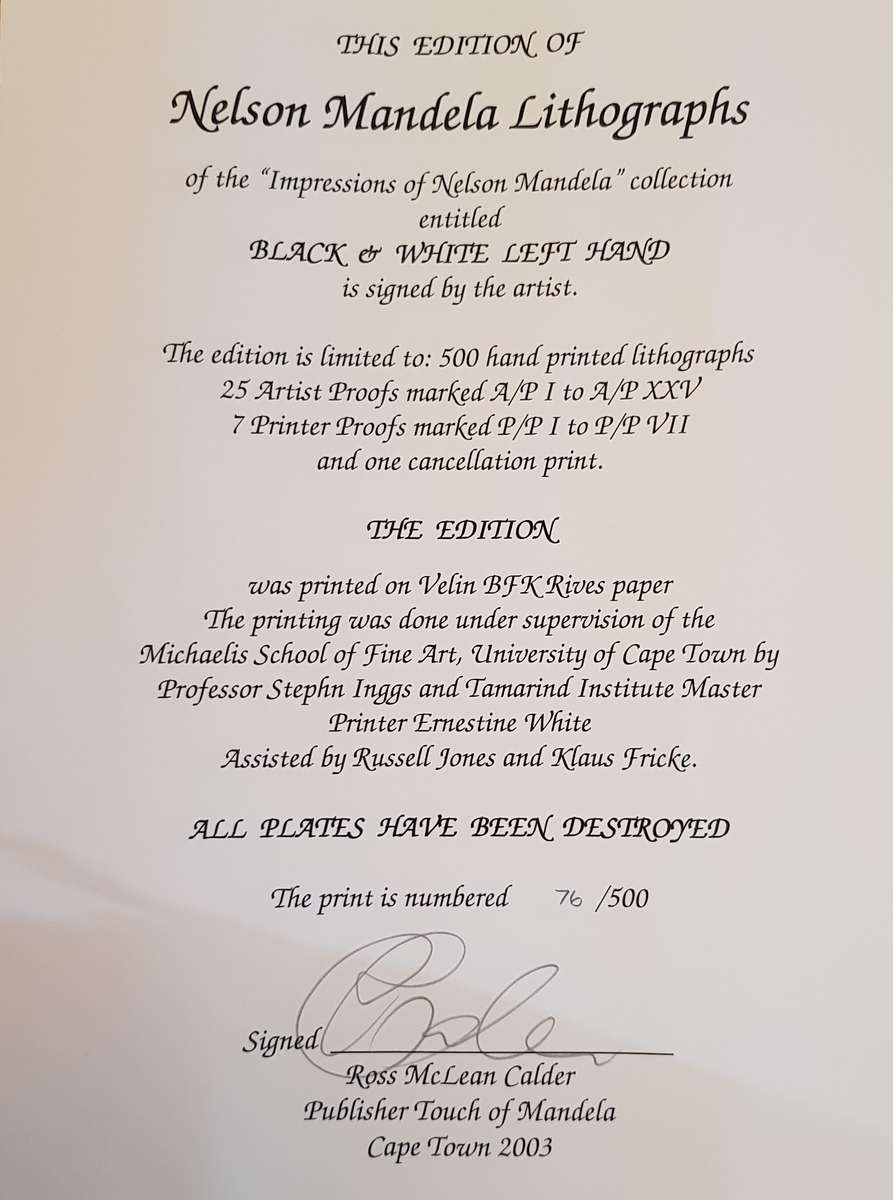 THIS EDITION OF
Nelson Mandela Lithographs
of the “Impressions of Nelson Mandela” collection
entitled
BLACK & WHITE LEFT HAND
is signed by the artist.
The edition is limited to: 500 hand printed lithographs
25 Artist Proofs marked A/P I to A/P XXV
7 Printer Proofs marked P/P I to P/P VII
and one cancellation print.
THE EDITION
was printed on Velin BFK Rives paper
The printing was done under supervision of the
Michaelis School of Fine Art, University of Cape Town by
Professor Stephn Inggs and Tamarind Institute Master
Printer Ernestine White
Assisted by Russell Jones and Klaus Fricke.
ALL PLATES HAVE BEEN DESTROYED
The print is numbered 76 /500
Signed
Ross McLean Calder
Publisher Touch of Mandela
Cape Town 2003